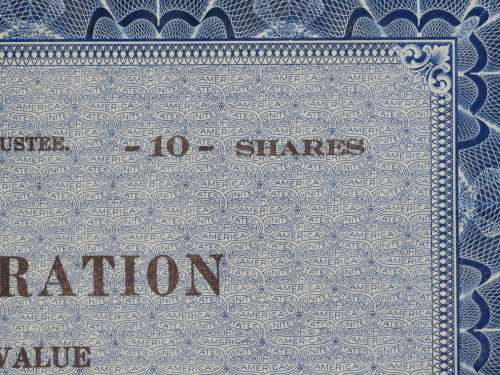 USTEE. - 10 - SHARES
RATION
VALUE